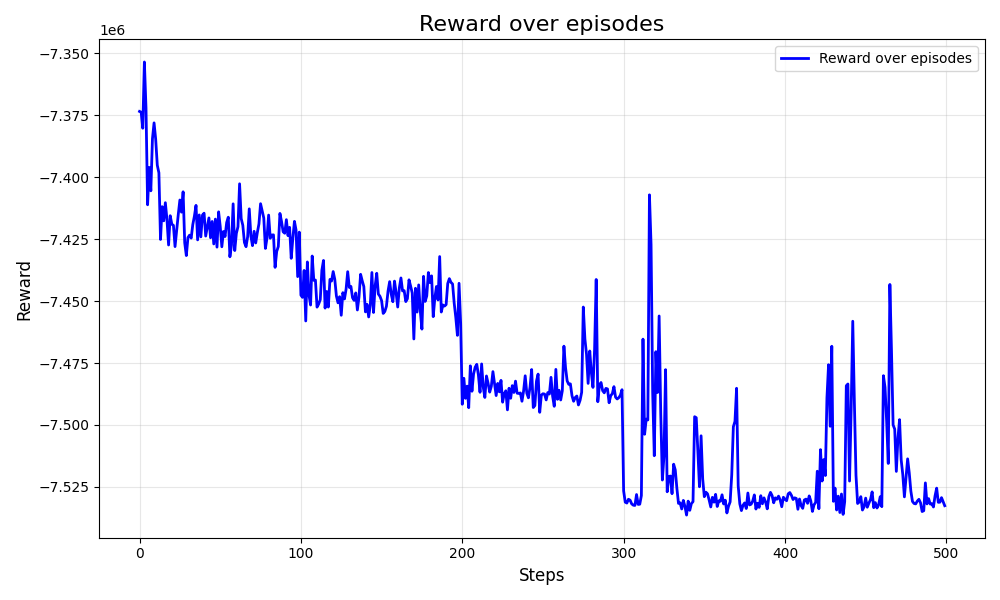 Reward over episodes
1e6
−7.350
−7.375
−7.400
−7.425
−7.450
−7.475
−7.500
−7.525
Reward
Reward over episodes
0 100 200 300 400 500
Steps